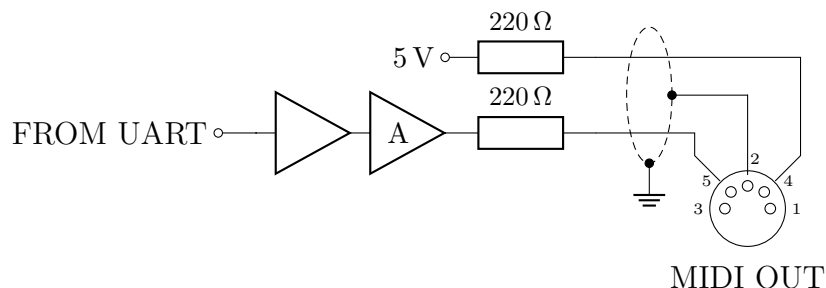 220 Ω
5 V
220 Ω
FROM UART
A
2
5
4
3
1
MIDI OUT